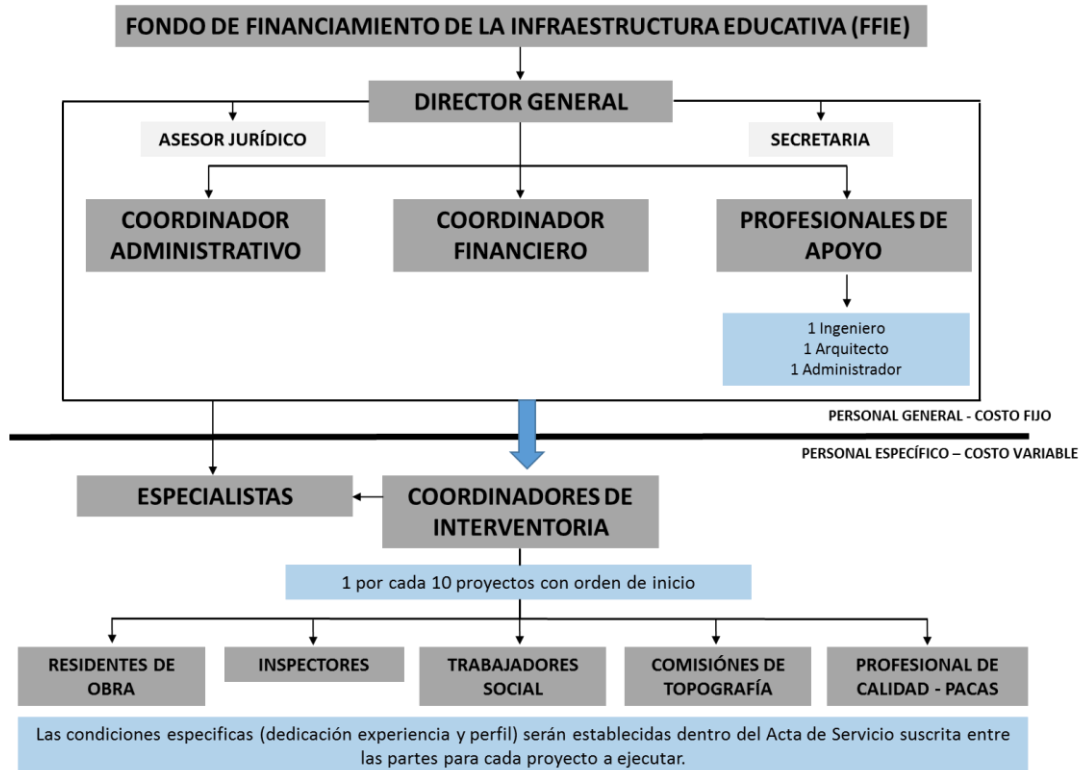 FONDO DE FINANCIAMIENTO DE LA INFRAESTRUCTURA EDUCATIVA (FFIE)
DIRECTOR GENERAL
ASESOR JURÍDICO
SECRETARIA
COORDINADOR
ADMINISTRATIVO
COORDINADOR
FINANCIERO
PROFESIONALES DE
APOYO
1 Ingeniero
1 Arquitecto
1 Administrador
PERSONAL GENERAL - COSTO FIJO
PERSONAL ESPECÍFICO – COSTO VARIABLE
ESPECIALISTAS
COORDINADORES DE
INTERVENTORIA
1 por cada 10 proyectos con orden de inicio
RESIDENTES DE
OBRA
INSPECTORES
TRABAJADORES
SOCIAL
COMISIÓNES DE
TOPOGRAFÍA
PROFESIONAL DE
CALIDAD - PACAS
Las condiciones especificas (dedicación experiencia y perfil) serán establecidas dentro del Acta de Servicio suscrita entre
las partes para cada proyecto a ejecutar.